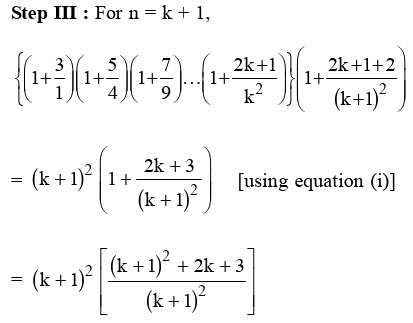 Step III : For n = k + 1,
{(1+3/1)(1+5/4)(1+7/9)...(1+(2k+1)/k²)}(1+(2k+1+2)/(k+1)²)
= (k+1)² (1+(2k+3)/(k+1)²) [using equation (i)]
= (k+1)² [((k+1)²+2k+3)/(k+1)²]